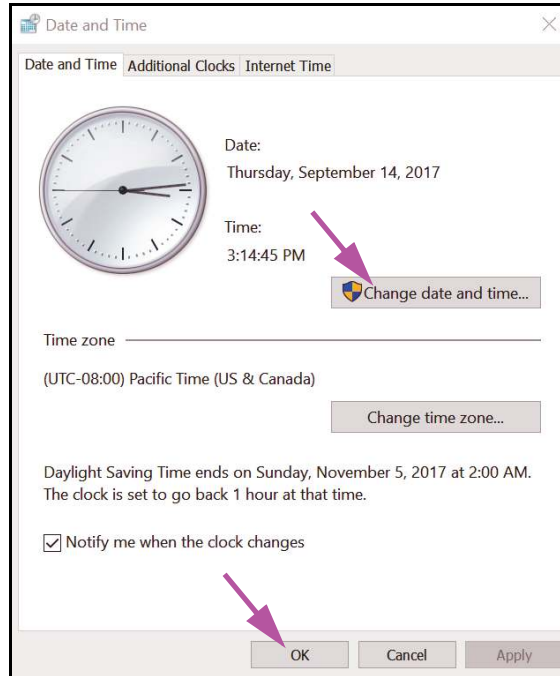 Date and Time
Date and Time Additional Clocks Internet Time
Date:
Thursday, September 14, 2017
Time:
3:14:45 PM
Change date and time...
Time zone
(UTC-08:00) Pacific Time (US & Canada)
Change time zone...
Daylight Saving Time ends on Sunday, November 5, 2017 at 2:00 AM.
The clock is set to go back 1 hour at that time.
Notify me when the clock changes
OK Cancel Apply